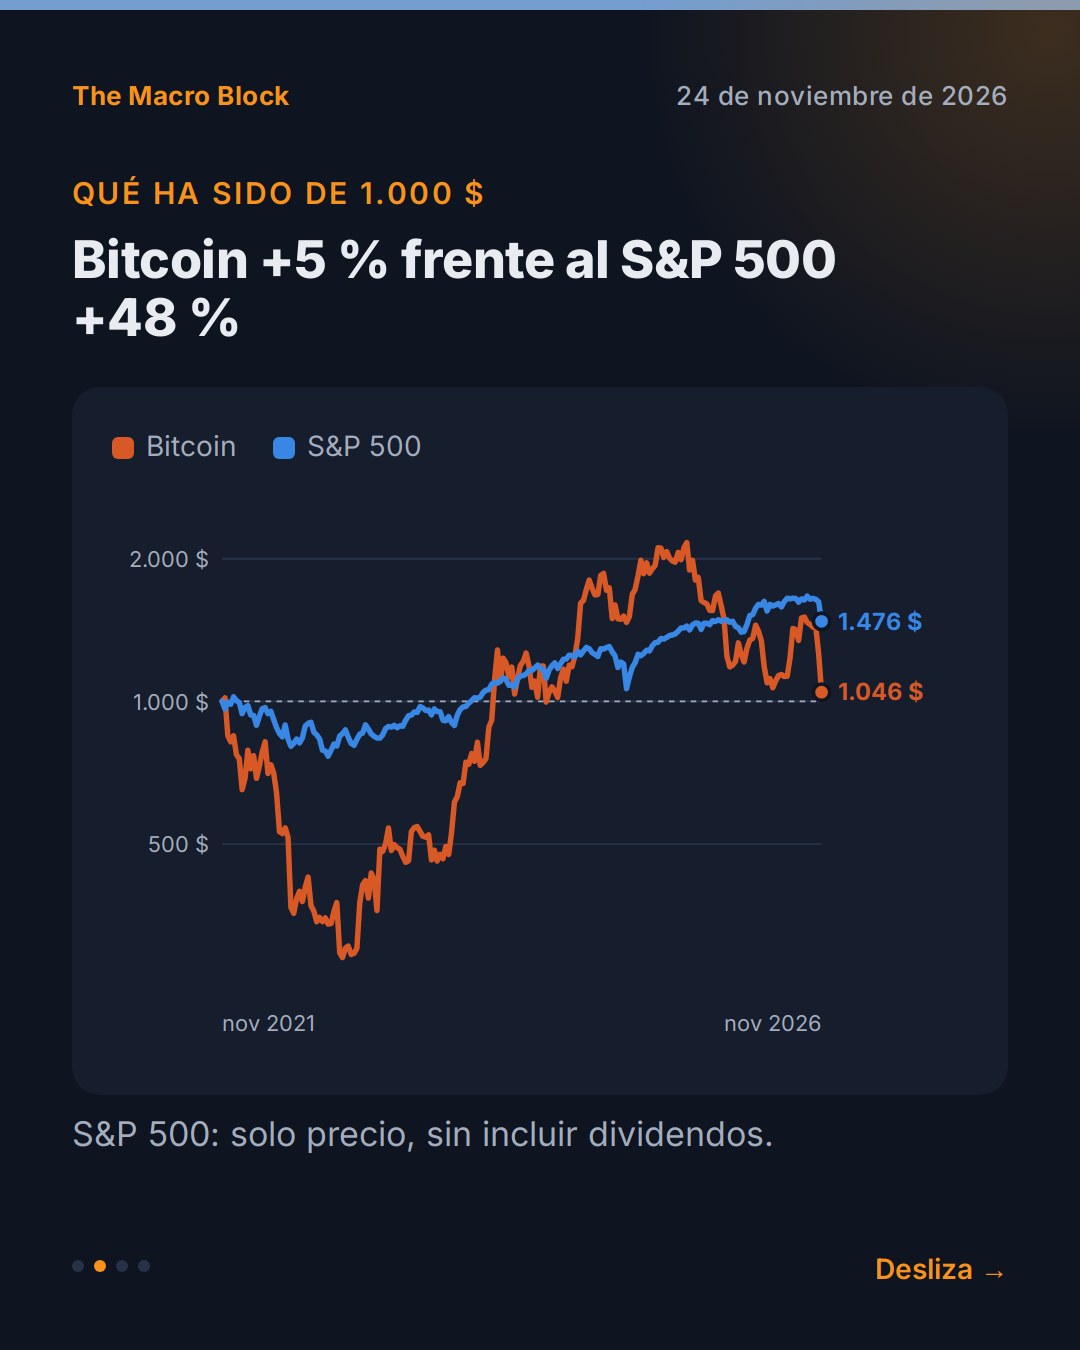 The Macro Block
24 de noviembre de 2026
QUÉ HA SIDO DE 1.000 $
Bitcoin +5 % frente al S&P 500
+48 %
Bitcoin
S&P 500
2.000 $
1.000 $
500 $
1.476 $
1.046 $
nov 2021
nov 2026
S&P 500: solo precio, sin incluir dividendos.
Desliza →